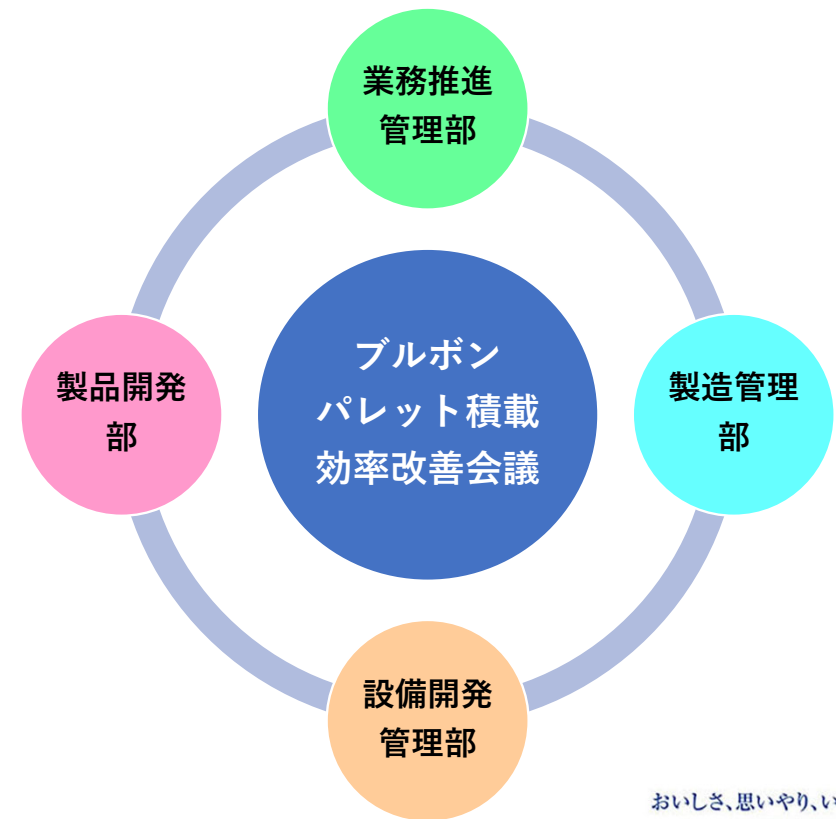 業務推進
管理部
製品開発
部
ブルボン
パレット積載
効率改善会議
製造管理
部
設備開発
管理部
おいしさ、思いやり、い